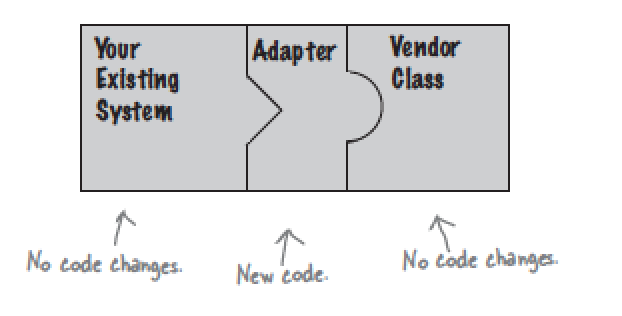 Your
Existing
System
Adapter
Vendor
Class
No code changes.
New code.
No code changes.